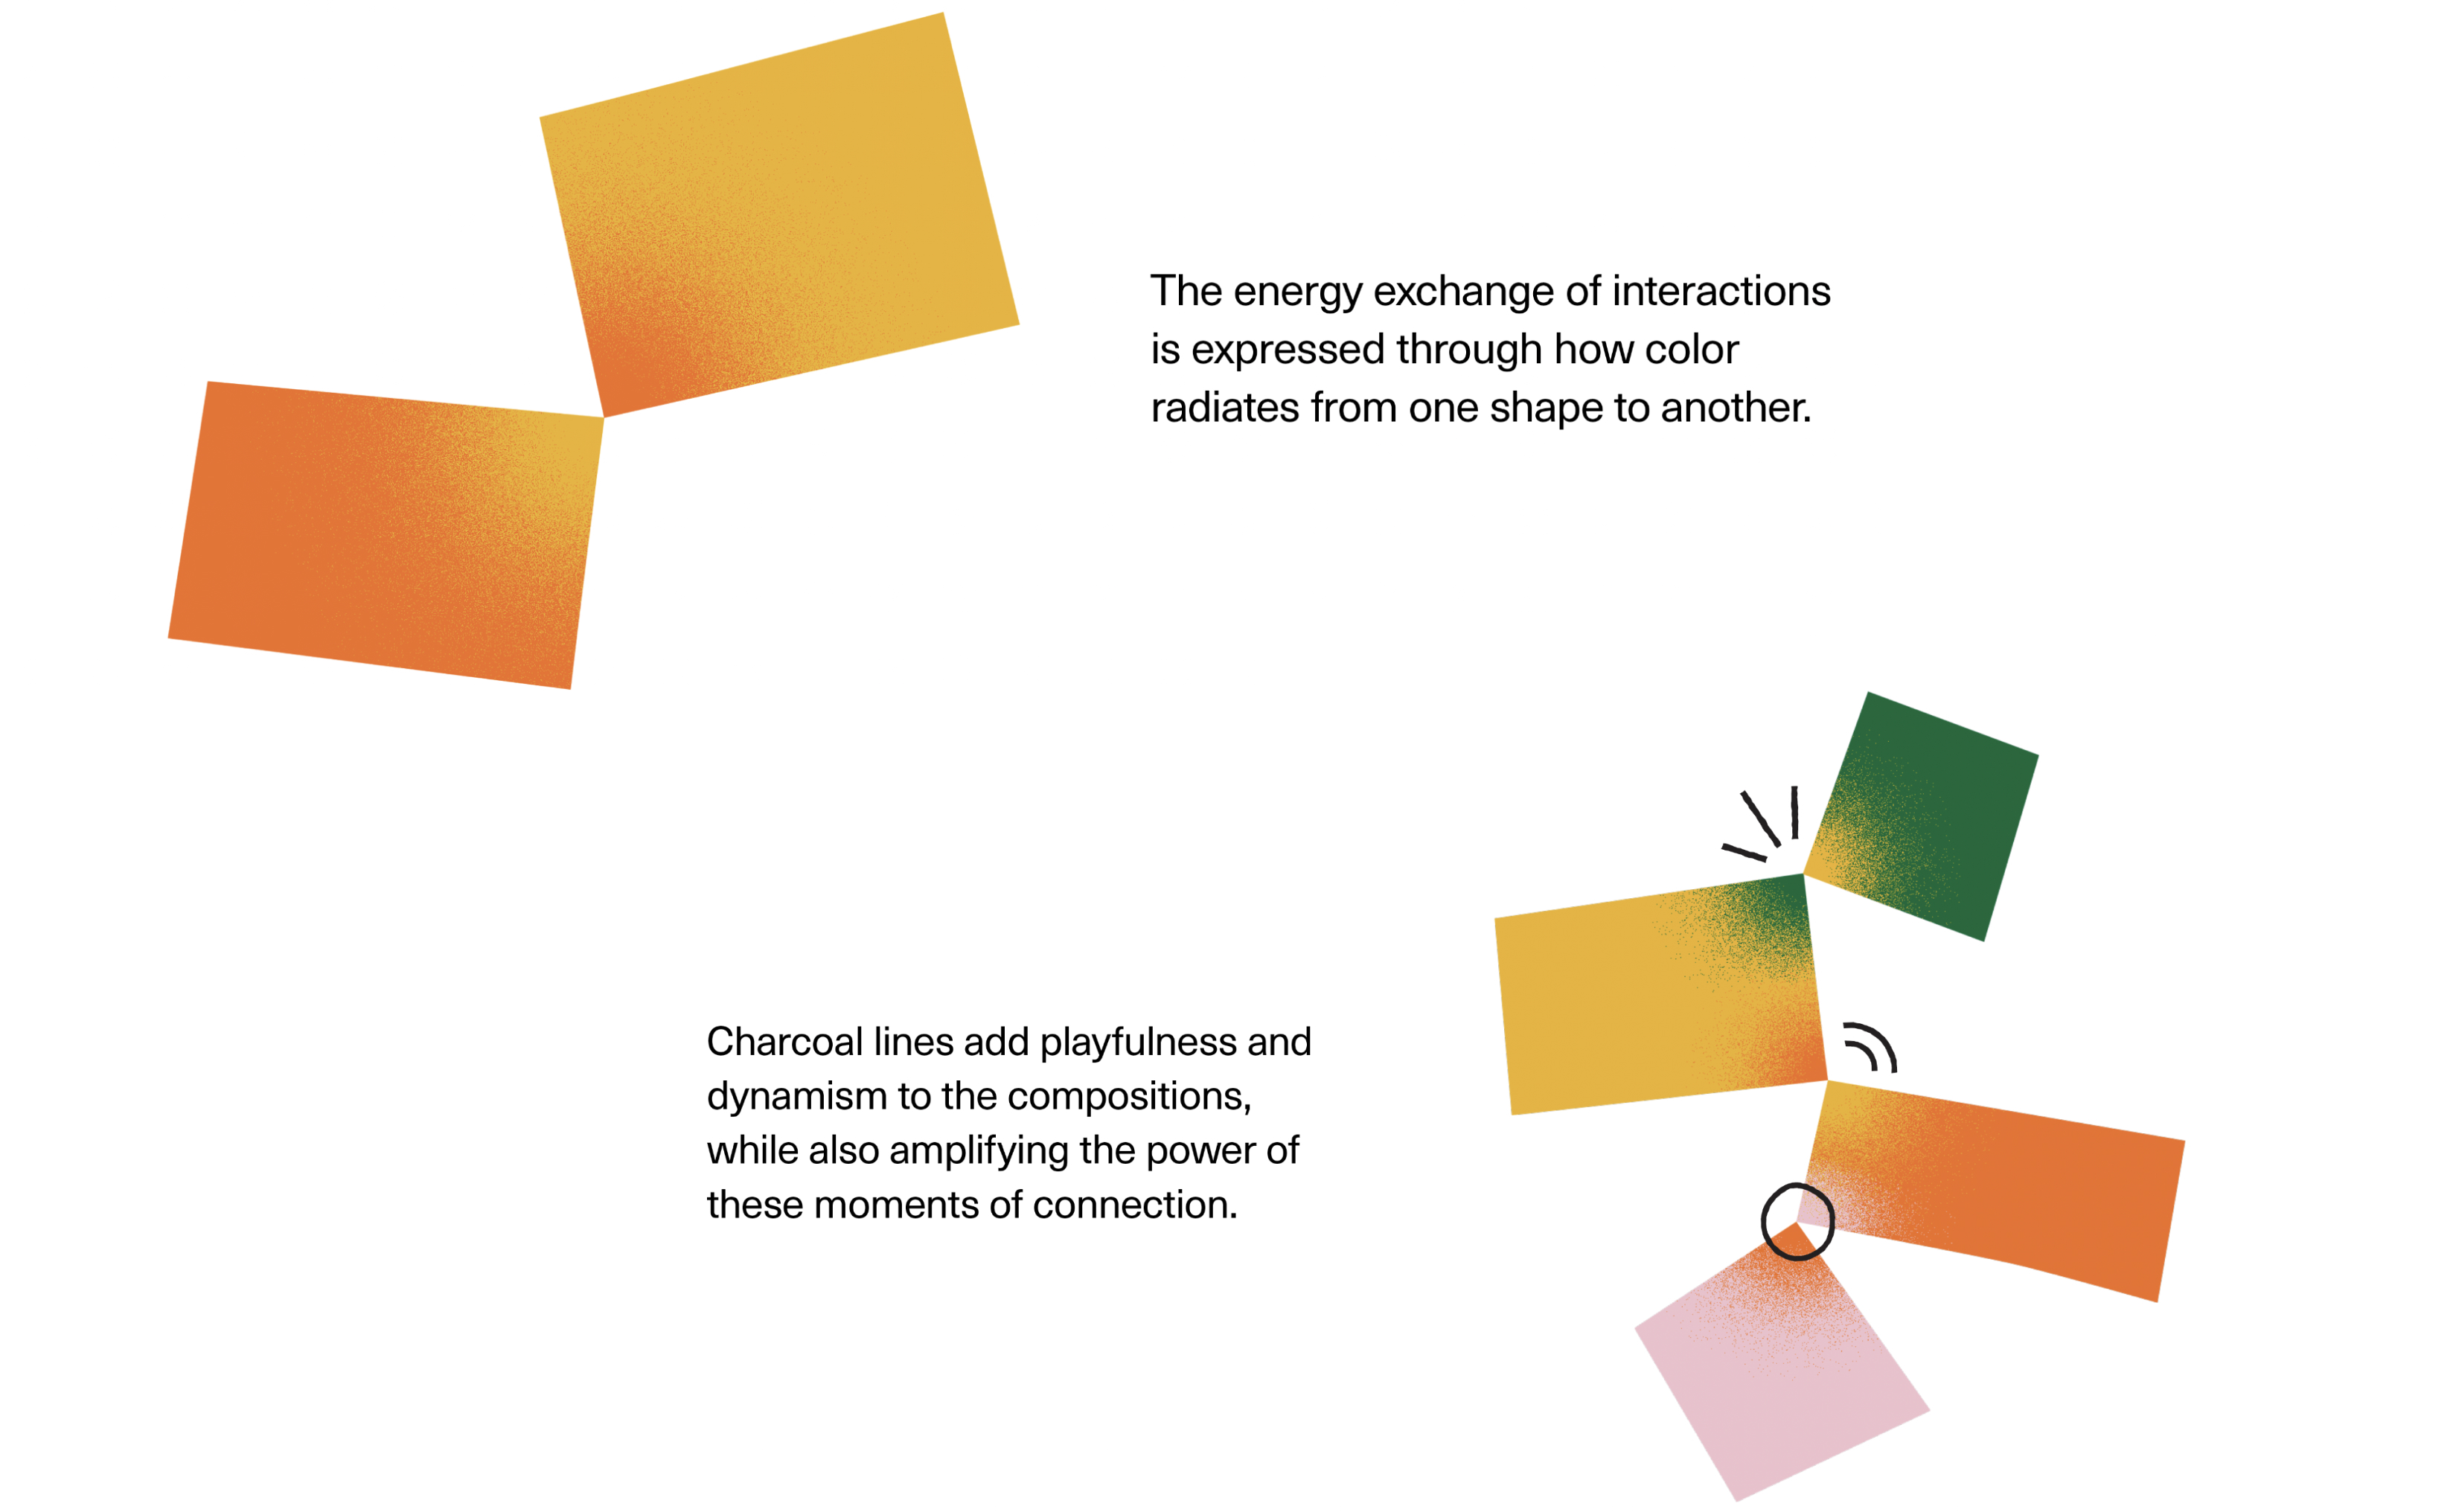 The energy exchange of interactions
is expressed through how color
radiates from one shape to another.
Charcoal lines add playfulness and
dynamism to the compositions,
while also amplifying the power of
these moments of connection.